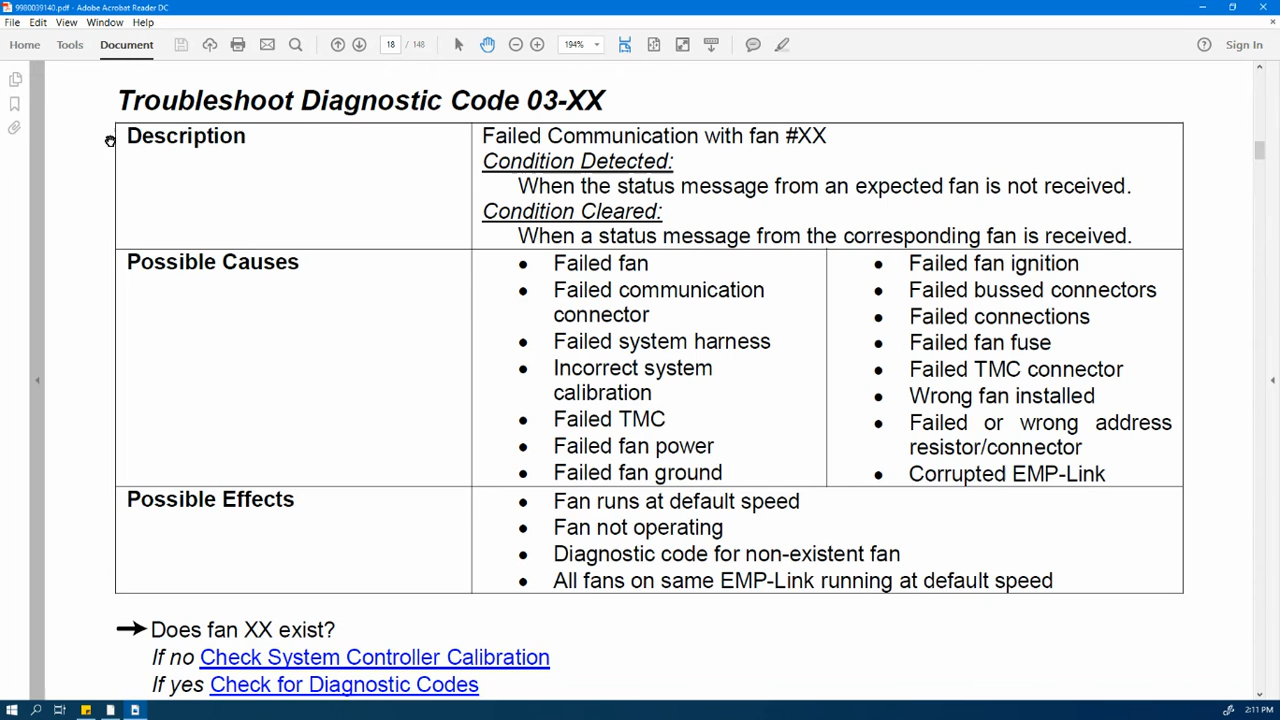 9980039140.pdf - Adobe Acrobat Reader DC
File Edit View Window Help
Home Tools Document
18 / 148
194%
Sign In
Troubleshoot Diagnostic Code 03-XX
Description
Failed Communication with fan #XX
Condition Detected:
When the status message from an expected fan is not received.
Condition Cleared:
When a status message from the corresponding fan is received.
Possible Causes
• Failed fan
• Failed communication
connector
• Failed system harness
• Incorrect system
calibration
• Failed TMC
• Failed fan power
• Failed fan ground
• Failed fan ignition
• Failed bussed connectors
• Failed connections
• Failed fan fuse
• Failed TMC connector
• Wrong fan installed
• Failed or wrong address
resistor/connector
• Corrupted EMP-Link
Possible Effects
• Fan runs at default speed
• Fan not operating
• Diagnostic code for non-existent fan
• All fans on same EMP-Link running at default speed
Does fan XX exist?
If no Check System Controller Calibration
If yes Check for Diagnostic Codes
2:11 PM